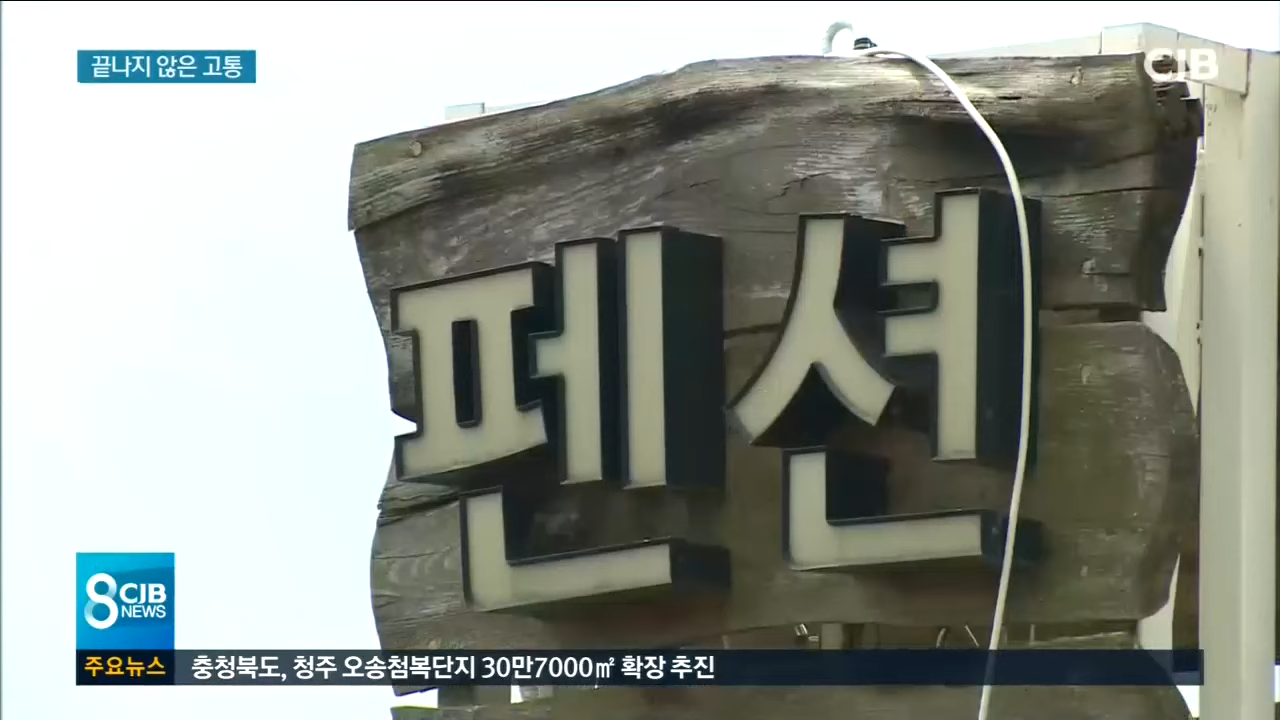 끝나지 않은 고통
CJB
펜션
8 CJB
NEWS
주요뉴스 충청북도, 청주 오송첨복단지 30만7000㎡ 확장 추진